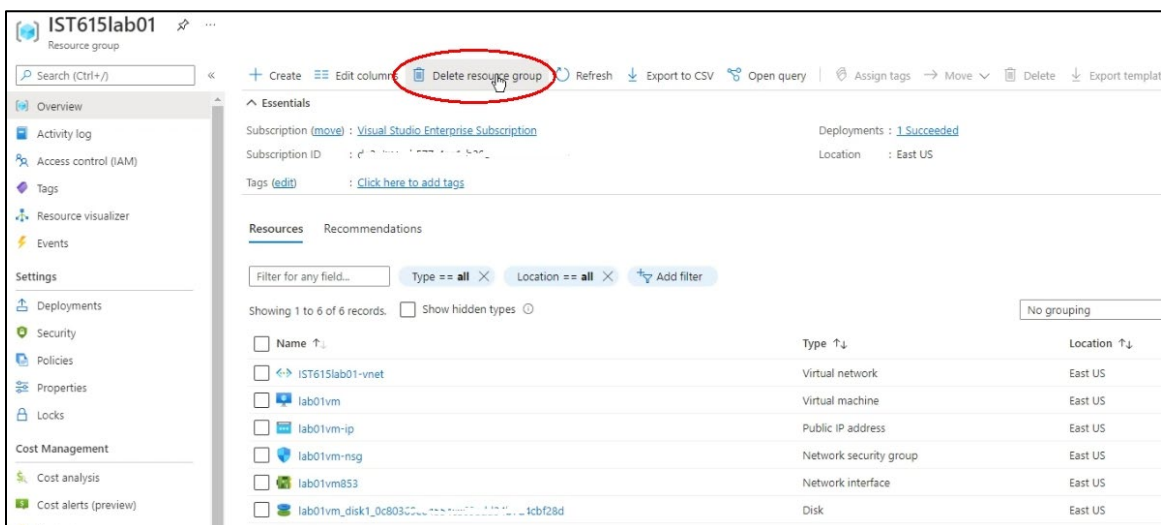 IST615lab01
Resource group
Search (Ctrl+/)
Overview
Activity log
Access control (IAM)
Tags
Resource visualizer
Events
Settings
Deployments
Security
Policies
Properties
Locks
Cost Management
Cost analysis
Cost alerts (preview)
Create Edit columns Delete resource group Refresh Export to CSV Open query Assign tags Move Delete Export templat
Essentials
Subscription (move) : Visual Studio Enterprise Subscription Deployments : 1 Succeeded
Subscription ID : Location : East US
Tags (edit) : Click here to add tags
Resources Recommendations
Filter for any field... Type == all Location == all Add filter
Showing 1 to 6 of 6 records. Show hidden types No grouping
Name Type Location
IST615lab01-vnet Virtual network East US
lab01vm Virtual machine East US
lab01vm-ip Public IP address East US
lab01vm-nsg Network security group East US
lab01vm853 Network interface East US
Disk East US